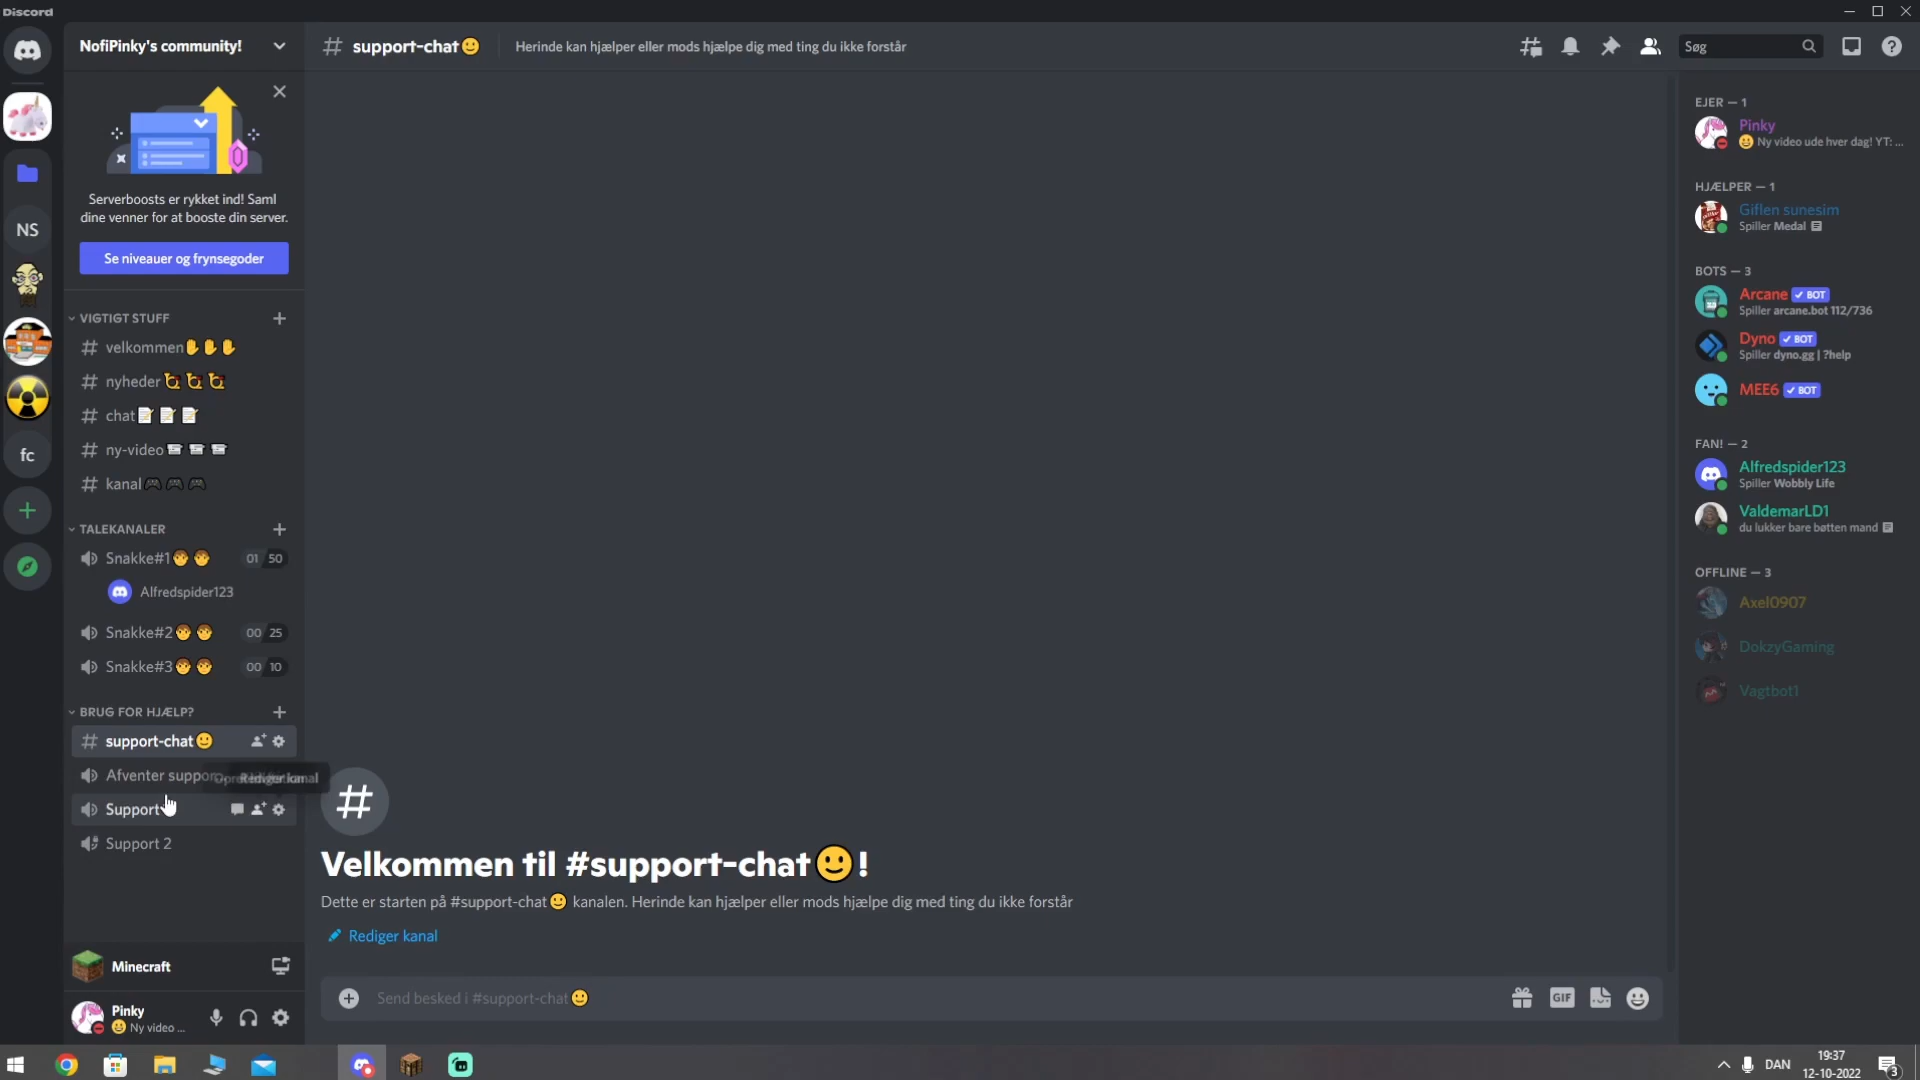 Discord
NofiPinky's community!
support-chat🙂
Herinde kan hjælper eller mods hjælpe dig med ting du ikke forstår
Søg
Serverboosts er rykket ind! Saml
dine venner for at booste din server.
Se niveauer og frynsegoder
NS
fc
VIGTIGT STUFF
velkommen✋✋✋
nyheder🙋🙋🙋
chat📝📝📝
ny-video📨📨📨
kanal🎮🎮🎮
TALEKANALER
Snakke#1🧑🧑 01 50
Alfredspider123
Snakke#2🧑🧑 00 25
Snakke#3🧑🧑 00 10
BRUG FOR HJÆLP?
support-chat🙂
Afventer suppor
Rediger kanal
Support
Support 2
Minecraft
Pinky
🙂 Ny video ...
Velkommen til #support-chat🙂!
Dette er starten på #support-chat🙂 kanalen. Herinde kan hjælper eller mods hjælpe dig med ting du ikke forstår
Rediger kanal
Send besked i #support-chat🙂
GIF
EJER — 1
Pinky
🙂 Ny video ude hver dag! YT: ...
HJÆLPER — 1
Giflen sunesim
Spiller Medal
BOTS — 3
Arcane ✓ BOT
Spiller arcane.bot 112/736
Dyno ✓ BOT
Spiller dyno.gg | ?help
MEE6 ✓ BOT
FAN! — 2
Alfredspider123
Spiller Wobbly Life
ValdemarLD1
du lukker bare bøtten mand
OFFLINE — 3
Axel0907
DokzyGaming
Vagtbot1
DAN
19:37
12-10-2022
3